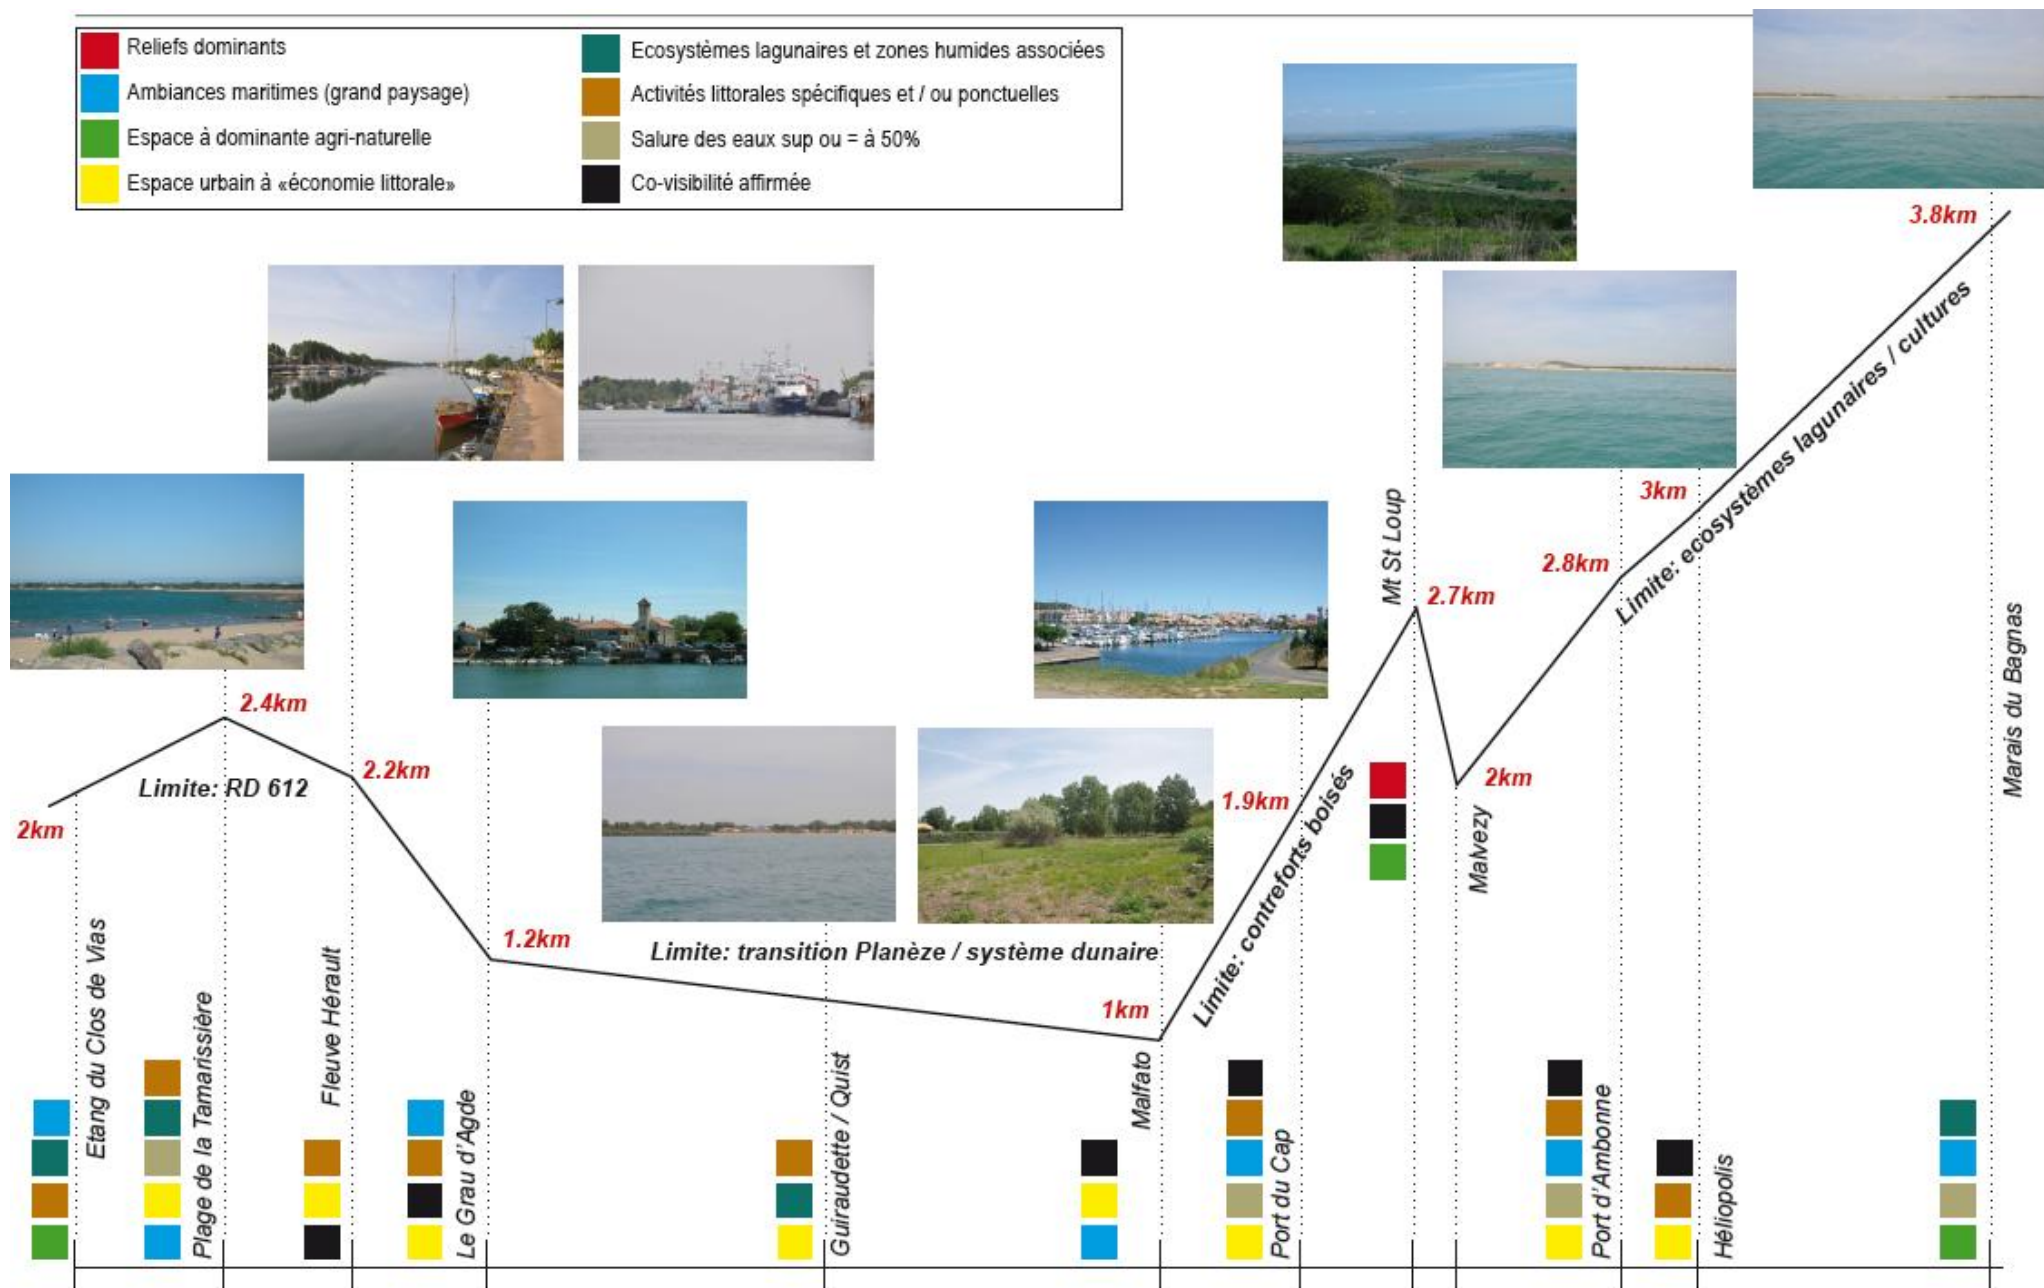 Reliefs dominants
Ambiances maritimes (grand paysage)
Espace à dominante agri-naturelle
Espace urbain à «économie littorale»
Ecosystèmes lagunaires et zones humides associées
Activités littorales spécifiques et / ou ponctuelles
Salure des eaux sup ou = à 50%
Co-visibilité affirmée
2km
2.4km
Limite: RD 612
2.2km
1.2km
Limite: transition Planèze / système dunaire
1km
Limite: contreforts boisés
1.9km
2.7km
2km
2.8km
3km
Limite: ecosystèmes lagunaires / cultures
3.8km
Etang du Clos de Vias
Plage de la Tamarissière
Fleuve Hérault
Le Grau d'Agde
Guiraudette / Quist
Malfato
Port du Cap
Mt St Loup
Malvezy
Port d'Ambonne
Héliopolis
Marais du Bagnas